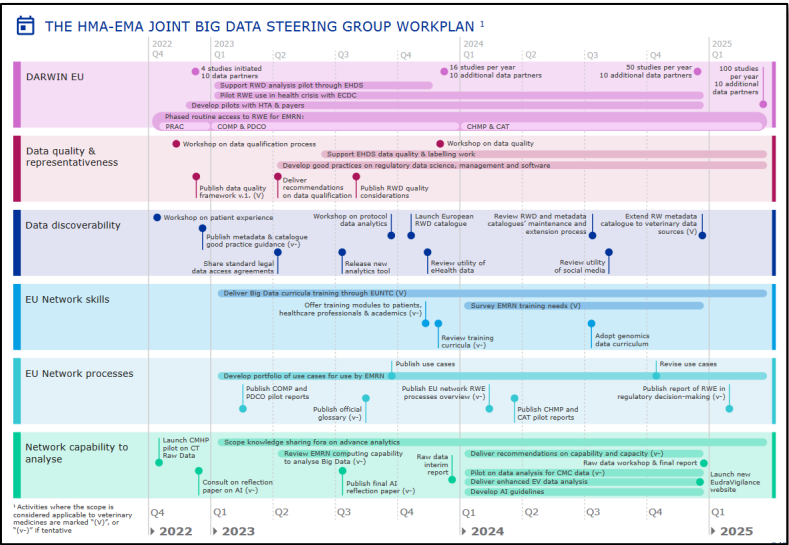 THE HMA-EMA JOINT BIG DATA STEERING GROUP WORKPLAN 1
2022
Q4
2023
Q1
Q2
Q3
Q4
2024
Q1
Q2
Q3
Q4
2025
Q1
DARWIN EU
4 studies initiated
10 data partners
16 studies per year
10 additional data partners
50 studies per year
10 additional data partners
100 studies
per year
10 additional
data partners
Support RWD analysis pilot through EHDS
Pilot RWE use in health crisis with ECDC
Develop pilots with HTA & payers
Phased routine access to RWE for EMRN:
PRAC
COMP & PDCO
CHMP & CAT
Data quality &
representativeness
Workshop on data qualification process
Workshop on data quality
Support EHDS data quality & labelling work
Develop good practices on regulatory data science, management and software
Publish data quality
framework v.1. (V)
Deliver
recommendations
on data qualification
Publish RWD quality
considerations
Data discoverability
Workshop on patient experience
Publish metadata & catalogue
good practice guidance (v-)
Share standard legal
data access agreements
Workshop on protocol
data analytics
Release new
analytics tool
Launch European
RWD catalogue
Review utility of
eHealth data
Review RWD and metadata
catalogues' maintenance and
extension process
Review utility
of social media
Extend RW metadata
catalogue to veterinary data
sources (V)
EU Network skills
Deliver Big Data curricula training through EUNTC (V)
Offer training modules to patients,
healthcare professionals & academics (v-)
Survey EMRN training needs (V)
Review training
curricula (v-)
Adopt genomics
data curriculum
EU Network processes
Publish use cases
Revise use cases
Develop portfolio of use cases for use by EMRN
Publish COMP and
PDCO pilot reports
Publish official
glossary (v-)
Publish EU network RWE
processes overview (v-)
Publish CHMP and
CAT pilot reports
Publish report of RWE in
regulatory decision-making (v-)
Network capability to
analyse
Launch CMHP
pilot on CT
Raw Data
Scope knowledge sharing fora on advanced analytics
Review EMRN computing capability
to analyse Big Data (v-)
Consult on reflection
paper on AI (v-)
Publish final AI
reflection paper (v-)
Raw data
interim
report
Deliver recommendations on capability and capacity (v-)
Raw data workshop & final report
Pilot on data analysis for CMC data (v-)
Deliver enhanced EV data analysis
Develop AI guidelines
Launch new
EudraVigilance
website
1 Activities where the scope is
considered applicable to veterinary
medicines are marked "(V)", or
"(v-)" if tentative
Q4
Q1
Q2
Q3
Q4
Q1
Q2
Q3
Q4
Q1
2022
2023
2024
2025